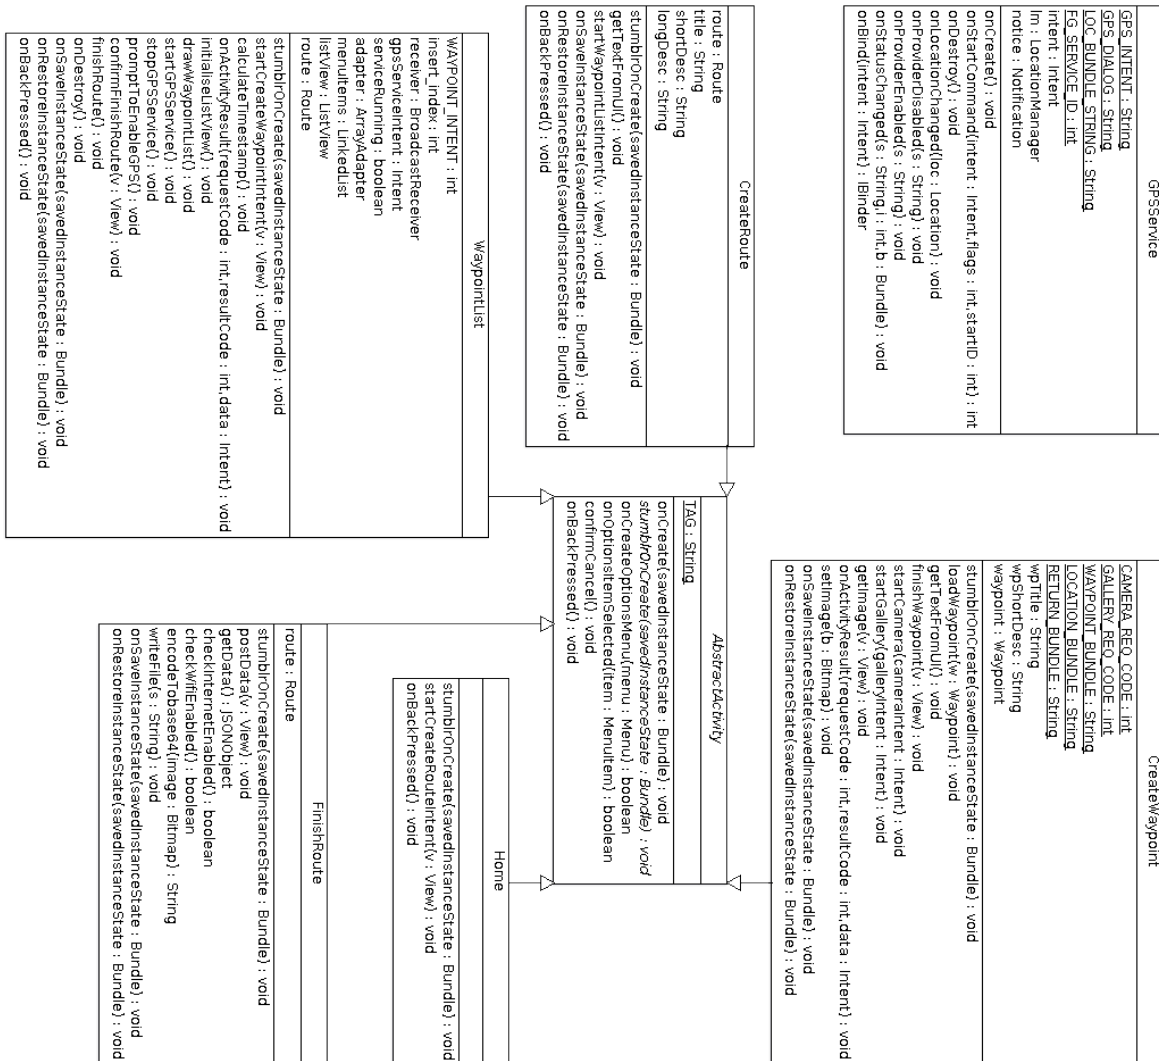 GPSService
GPS_INTENT : String
GPS_DIALOG : String
LOC_BUNDLE_STRING : String
FG_SERVICE_ID : int
intent : Intent
lm : LocationManager
notice : Notification
onCreate() : void
onStartCommand(intent : Intent,flags : int,startID : int) : int
onDestroy() : void
onLocationChanged(loc : Location) : void
onProviderDisabled(s : String) : void
onProviderEnabled(s : String) : void
onStatusChanged(s : String,i : int,b : Bundle) : void
onBind(intent : Intent) : IBinder
CreateWaypoint
CAMERA_REQ_CODE : int
GALLERY_REQ_CODE : int
WAYPOINT_BUNDLE : String
LOCATION_BUNDLE : String
RETURN_BUNDLE : String
wpTitle : String
wpShortDesc : String
waypoint : Waypoint
stumblrOnCreate(savedInstanceState : Bundle) : void
loadWaypoint(w : Waypoint) : void
getTextFromUI() : void
finishWaypoint(v : View) : void
startCamera(cameraIntent : Intent) : void
startGallery(galleryIntent : Intent) : void
getImage(v : View) : void
onActivityResult(requestCode : int,resultCode : int,data : Intent) : void
setImage(b : Bitmap) : void
onSaveInstanceState(savedInstanceState : Bundle) : void
onRestoreInstanceState(savedInstanceState : Bundle) : void
CreateRoute
route : Route
title : String
shortDesc : String
longDesc : String
stumblrOnCreate(savedInstanceState : Bundle) : void
getTextFromUI() : void
startWaypointListIntent(v : View) : void
onSaveInstanceState(savedInstanceState : Bundle) : void
onRestoreInstanceState(savedInstanceState : Bundle) : void
onBackPressed() : void
AbstractActivity
TAG : String
onCreate(savedInstanceState : Bundle) : void
stumblrOnCreate(savedInstanceState : Bundle) : void
onCreateOptionsMenu(menu : Menu) : boolean
onOptionsItemSelected(item : MenuItem) : boolean
confirmCancel() : void
onBackPressed() : void
Home
stumblrOnCreate(savedInstanceState : Bundle) : void
startCreateRouteIntent(v : View) : void
onBackPressed() : void
WaypointList
WAYPOINT_INTENT : int
insert_index : int
receiver : BroadcastReceiver
gpsServiceIntent : Intent
serviceRunning : boolean
adapter : ArrayAdapter
menuItems : LinkedList
listView : ListView
route : Route
stumblrOnCreate(savedInstanceState : Bundle) : void
startCreateWaypointIntent(v : View) : void
calculateTimestamp() : void
onActivityResult(requestCode : int,resultCode : int,data : Intent) : void
initialiseListView() : void
drawWaypointList() : void
startGPSService() : void
stopGPSService() : void
promptToEnableGPS() : void
confirmFinishRoute(v : View) : void
finishRoute() : void
onDestroy() : void
onSaveInstanceState(savedInstanceState : Bundle) : void
onRestoreInstanceState(savedInstanceState : Bundle) : void
onBackPressed() : void
FinishRoute
route : Route
stumblrOnCreate(savedInstanceState : Bundle) : void
postData(v : View) : void
getData() : JSONObject
checkInternetEnabled() : boolean
checkWifiEnabled() : boolean
encodeTobase64(image : Bitmap) : String
writeFile(s : String) : void
onSaveInstanceState(savedInstanceState : Bundle) : void
onRestoreInstanceState(savedInstanceState : Bundle) : void